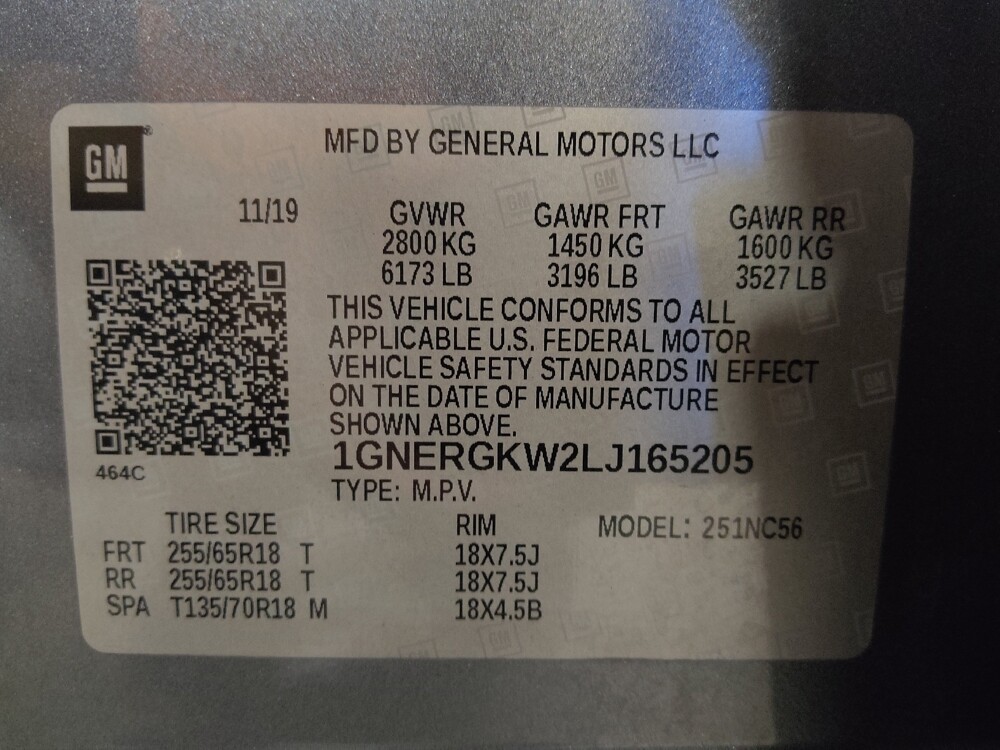 GM®
MFD BY GENERAL MOTORS LLC
11/19 GVWR GAWR FRT GAWR RR
2800 KG 1450 KG 1600 KG
6173 LB 3196 LB 3527 LB
THIS VEHICLE CONFORMS TO ALL
APPLICABLE U.S. FEDERAL MOTOR
VEHICLE SAFETY STANDARDS IN EFFECT
ON THE DATE OF MANUFACTURE
SHOWN ABOVE.
464C
1GNERGKW2LJ165205
TYPE: M.P.V.
TIRE SIZE RIM MODEL: 251NC56
FRT 255/65R18 T 18X7.5J
RR 255/65R18 T 18X7.5J
SPA T135/70R18 M 18X4.5B